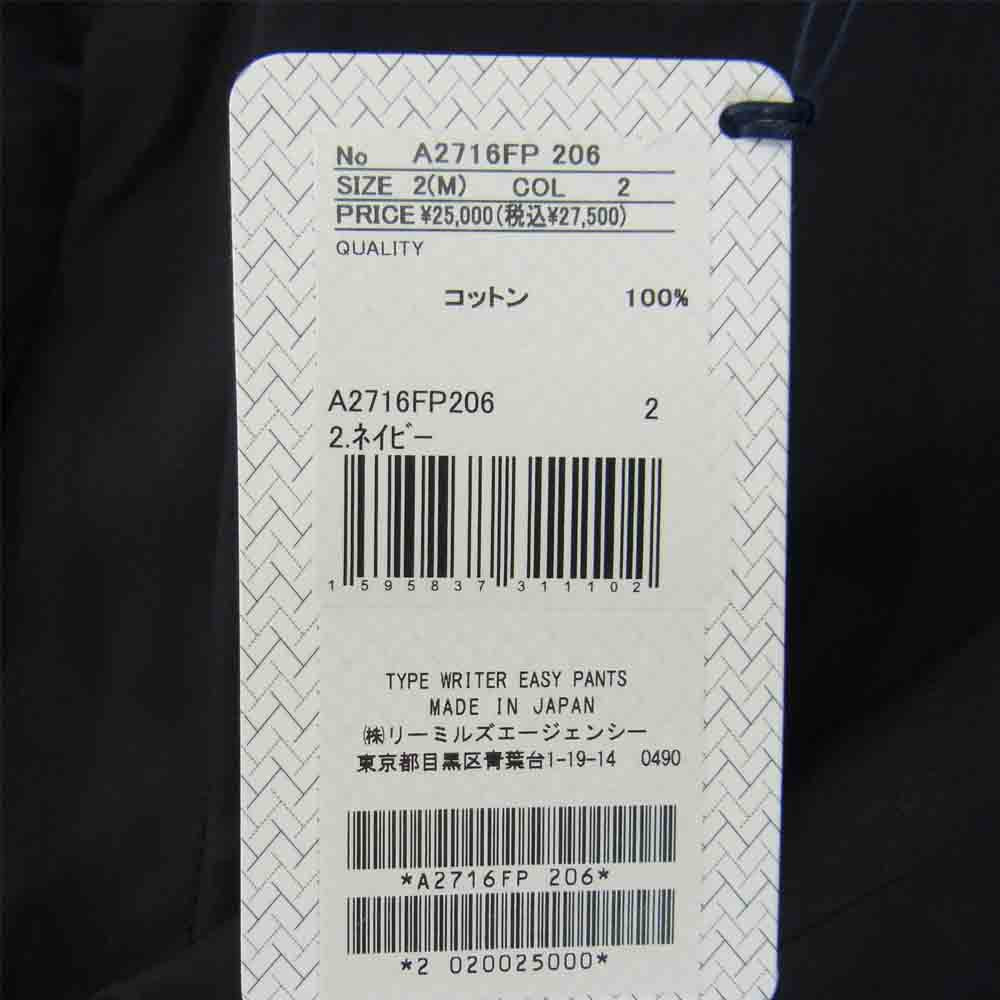 No A2716FP 206
SIZE 2(M) COL 2
PRICE ¥25,000(税込¥27,500)
QUALITY
コットン 100%
A2716FP206 2
2.ネイビー
1 595837 311102
TYPE WRITER EASY PANTS
MADE IN JAPAN
㈱リーミルズエージェンシー
東京都目黒区青葉台1-19-14 0490
*A2716FP 206*
*2 020025000*